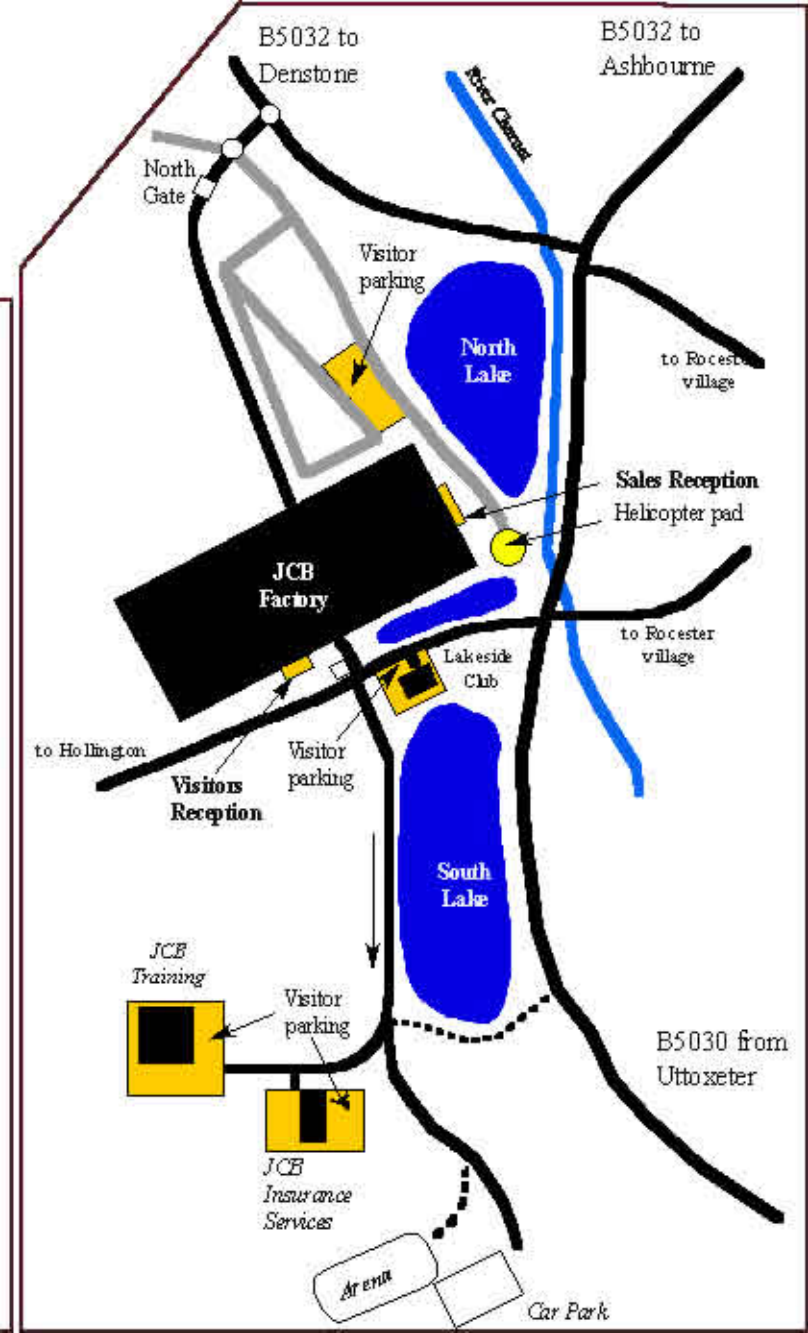 B5032 to
Denstone
B5032 to
Ashbourne
River Churnet
North
Gate
Visitor
parking
North
Lake
to Rocester
village
Sales Reception
Helicopter pad
JCB
Factory
to Rocester
village
Lakeside
Club
to Hollington
Visitor
parking
Visitors
Reception
South
Lake
JCB
Training
Visitor
parking
B5030 from
Uttoxeter
JCB
Insurance
Services
Arena
Car Park